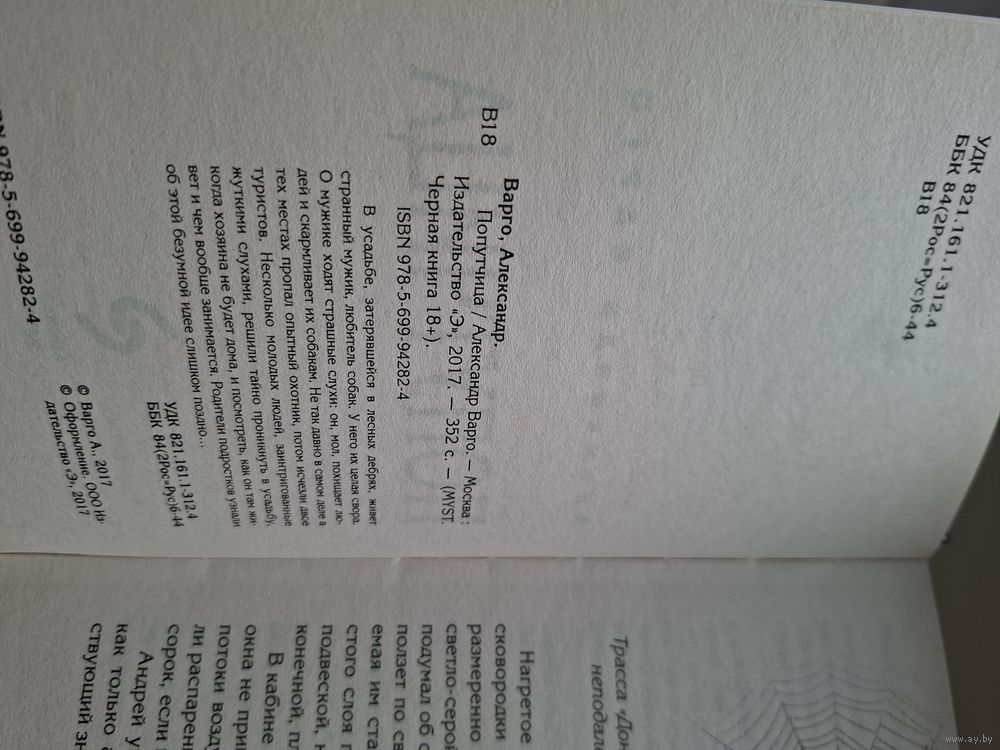 УДК 821.161.1-312.4
ББК 84(2Рос=Рус)6-44
В18
Варго, Александр.
В18
Попутчица / Александр Варго. — Москва :
Издательство «Э», 2017. — 352 с. — (MYST.
Черная книга 18+).
ISBN 978-5-699-94282-4
В усадьбе, затерявшейся в лесных дебрях, живет
странный мужик, любитель собак. У него их целая свора.
О мужике ходят страшные слухи: он, мол, похищает лю-
дей и скармливает их собакам. Не так давно в самом деле в
тех местах пропал опытный охотник, потом исчезли двое
туристов. Несколько молодых людей, заинтригованные
жуткими слухами, решили тайно проникнуть в усадьбу,
когда хозяина не будет дома, и посмотреть, как он там жи-
вет и чем вообще занимается. Родители подростков узнали
об этой безумной идее слишком поздно...
УДК 821.161.1-312.4
ББК 84(2Рос=Рус)6-44
© Варго А., 2017
© Оформление. ООО Из-
дательство «Э», 2017
978-5-699-94282-4
Трасса «Дон
неподале
Нагретое
сковородки
размеренно
светло-серой
подумал об
ползет по
емая им
стого слоя
подвеской,
конечной,
В кабине
окна не
потоки
ли
сорок, если
Андрей
как только
ствующий
www.ay.by